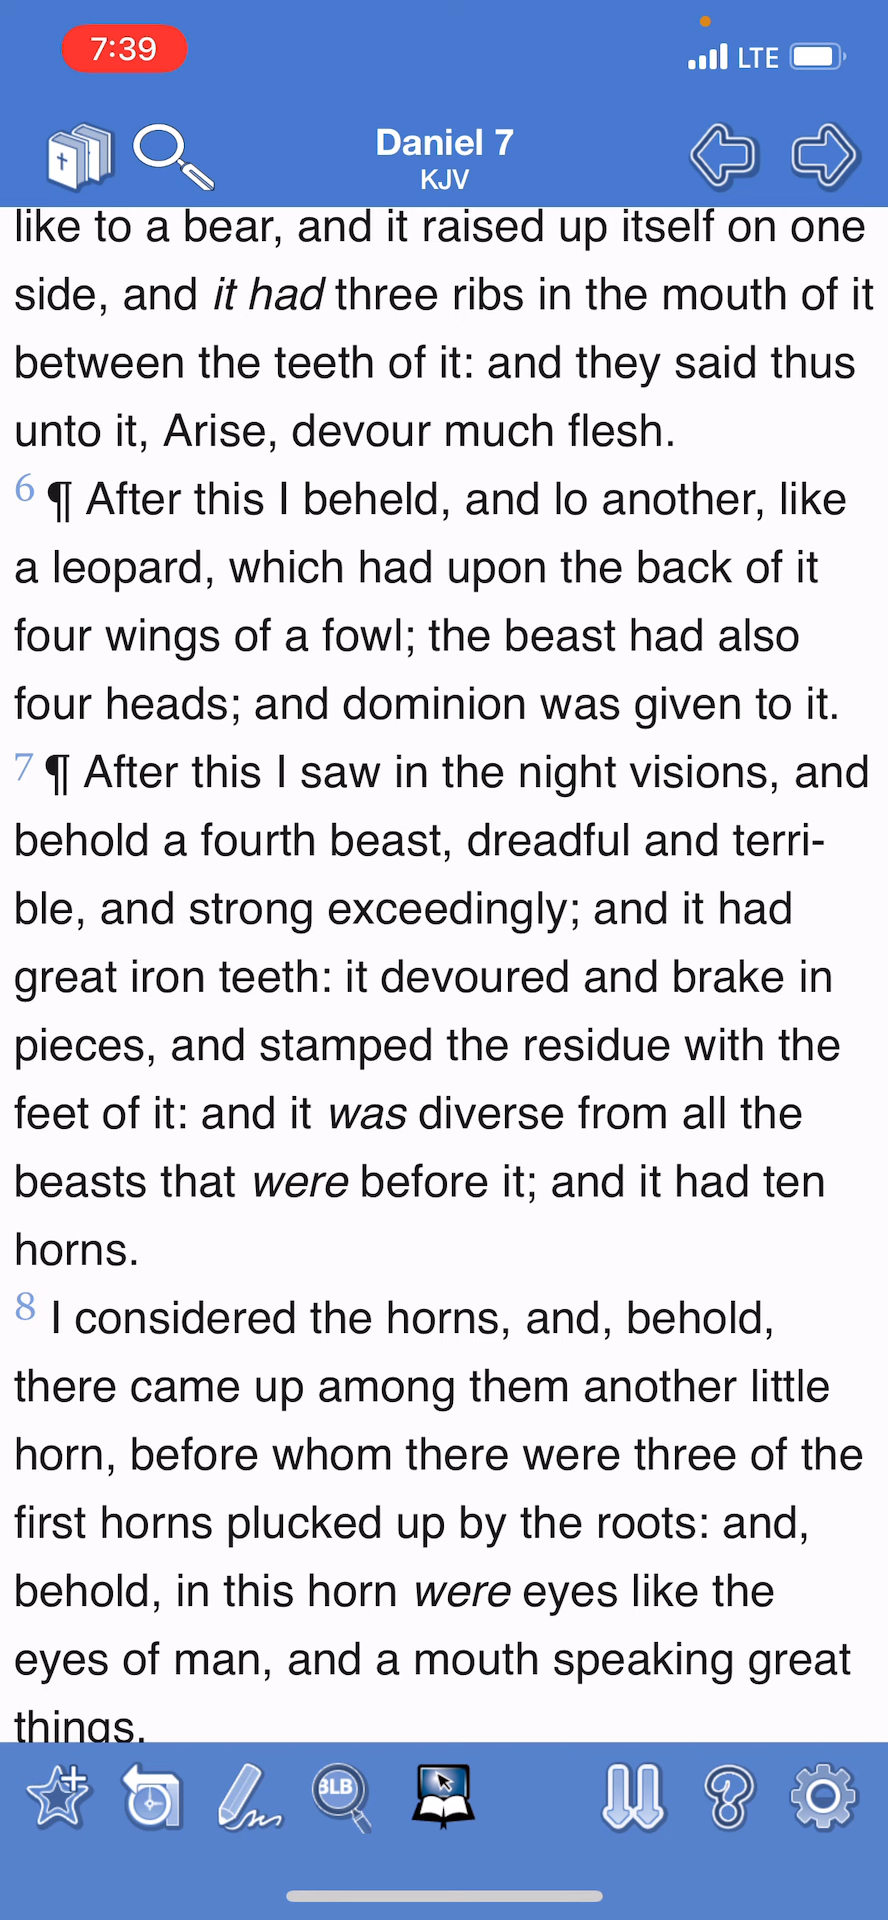 7:39
LTE
Daniel 7
KJV
like to a bear, and it raised up itself on one
side, and it had three ribs in the mouth of it
between the teeth of it: and they said thus
unto it, Arise, devour much flesh.
6 ¶ After this I beheld, and lo another, like
a leopard, which had upon the back of it
four wings of a fowl; the beast had also
four heads; and dominion was given to it.
7 ¶ After this I saw in the night visions, and
behold a fourth beast, dreadful and terri-
ble, and strong exceedingly; and it had
great iron teeth: it devoured and brake in
pieces, and stamped the residue with the
feet of it: and it was diverse from all the
beasts that were before it; and it had ten
horns.
8 I considered the horns, and, behold,
there came up among them another little
horn, before whom there were three of the
first horns plucked up by the roots: and,
behold, in this horn were eyes like the
eyes of man, and a mouth speaking great
things.
BLB